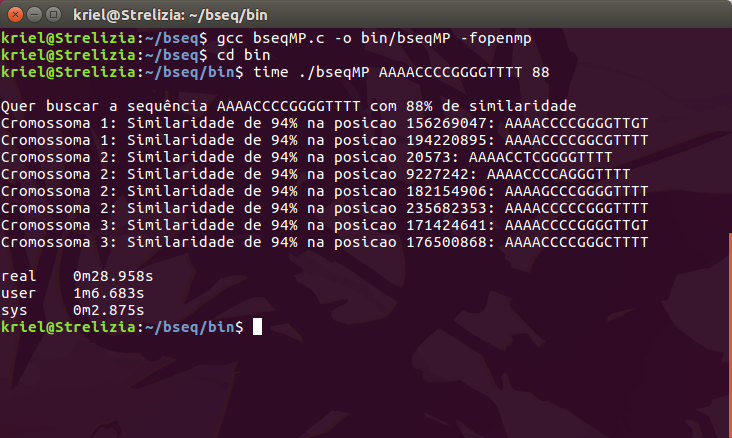 kriel@Strelizia: ~/bseq/bin
kriel@Strelizia:~/bseq$ gcc bseqMP.c -o bin/bseqMP -fopenmp
kriel@Strelizia:~/bseq$ cd bin
kriel@Strelizia:~/bseq/bin$ time ./bseqMP AAAACCCCGGGGTTTT 88
Quer buscar a sequência AAAACCCCGGGGTTTT com 88% de similaridade
Cromossoma 1: Similaridade de 94% na posicao 156269047: AAAACCCCGGGGTTGT
Cromossoma 1: Similaridade de 94% na posicao 194220895: AAAACCCCGGCGTTTT
Cromossoma 2: Similaridade de 94% na posicao 20573: AAAACCTCGGGGTTTT
Cromossoma 2: Similaridade de 94% na posicao 9227242: AAAACCCCAGGGTTTT
Cromossoma 2: Similaridade de 94% na posicao 182154906: AAAAGCCCGGGGTTTT
Cromossoma 2: Similaridade de 94% na posicao 235682353: AAAACCCCGGGCTTTT
Cromossoma 3: Similaridade de 94% na posicao 171424641: AAAACCCCGGGGTTGT
Cromossoma 3: Similaridade de 94% na posicao 176500868: AAAACCCCGGGCTTTT
real 0m28.958s
user 1m6.683s
sys 0m2.875s
kriel@Strelizia:~/bseq/bin$